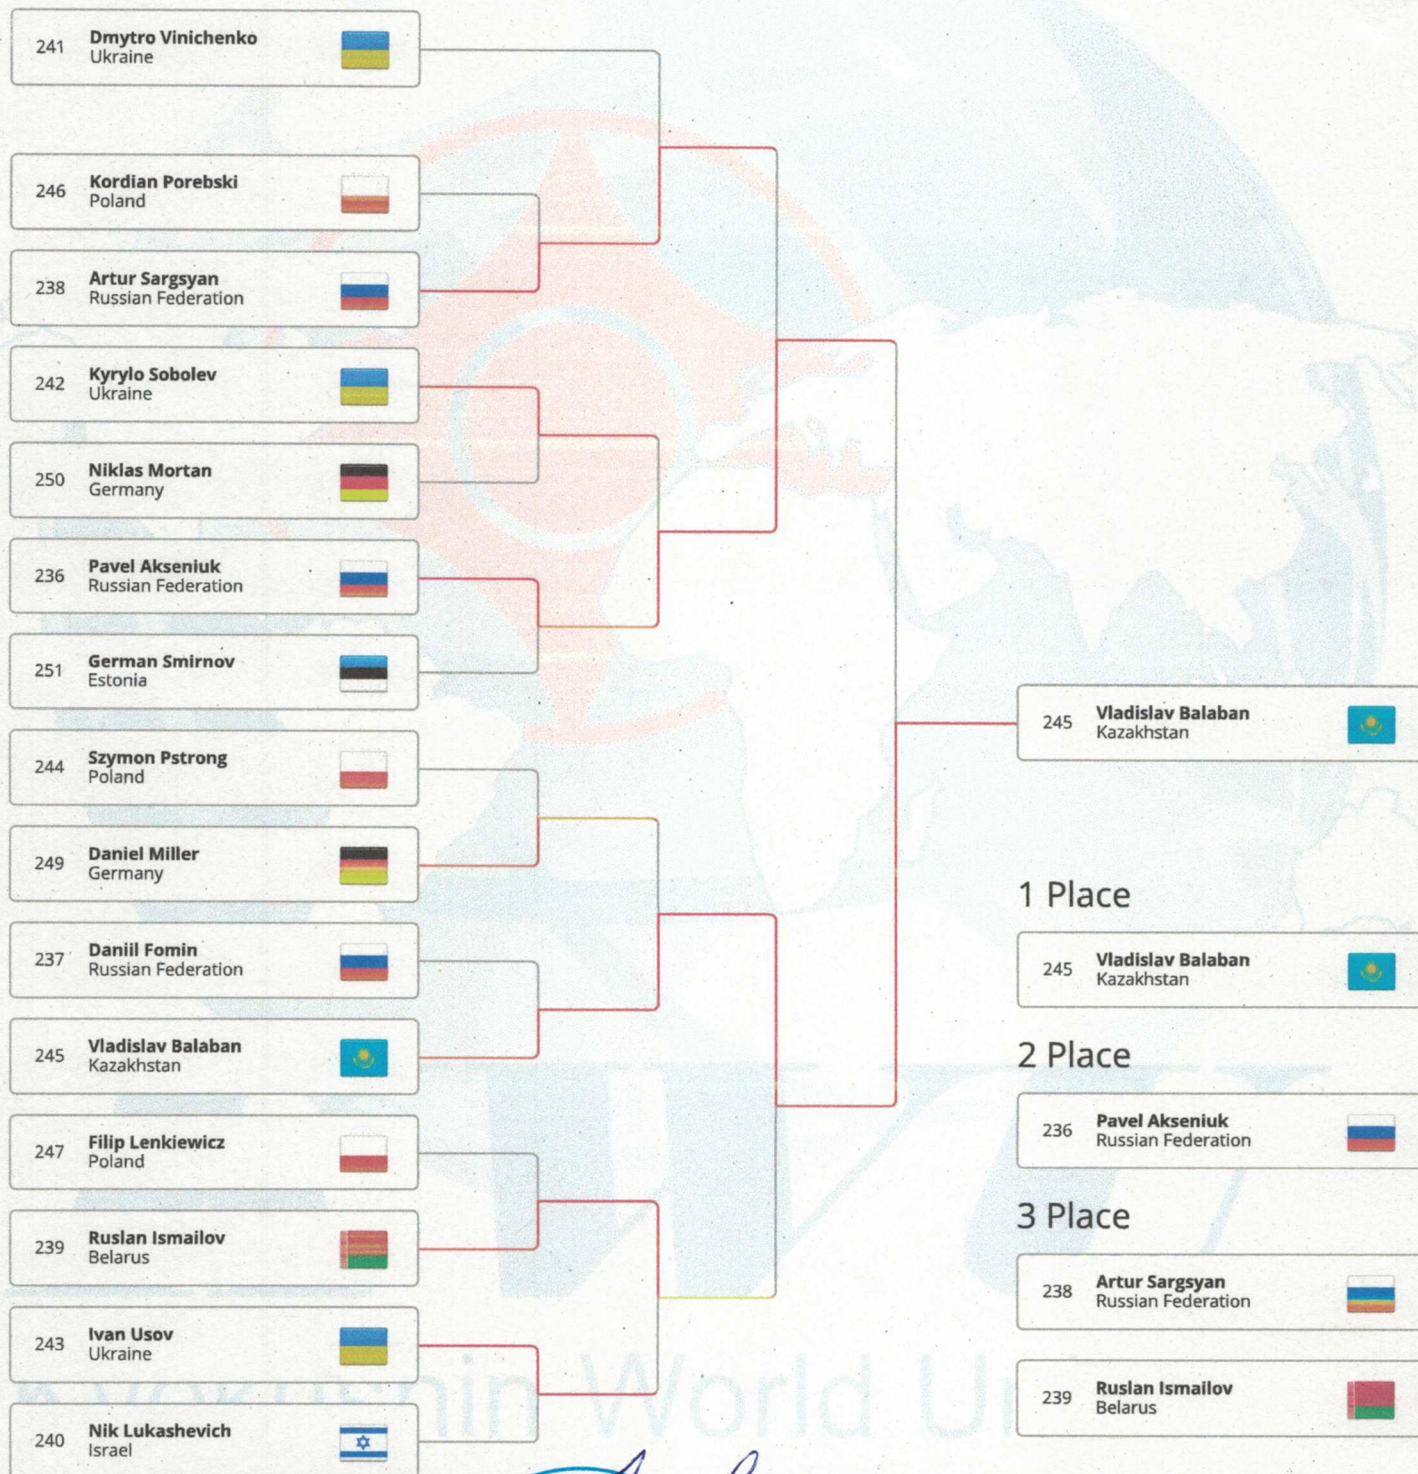 241
Dmytro Vinichenko
Ukraine
246
Kordian Porebski
Poland
238
Artur Sargsyan
Russian Federation
242
Kyrylo Sobolev
Ukraine
250
Niklas Mortan
Germany
236
Pavel Akseniuk
Russian Federation
251
German Smirnov
Estonia
244
Szymon Pstrong
Poland
249
Daniel Miller
Germany
237
Daniil Fomin
Russian Federation
245
Vladislav Balaban
Kazakhstan
247
Filip Lenkiewicz
Poland
239
Ruslan Ismailov
Belarus
243
Ivan Usov
Ukraine
240
Nik Lukashevich
Israel
245
Vladislav Balaban
Kazakhstan
1 Place
245
Vladislav Balaban
Kazakhstan
2 Place
236
Pavel Akseniuk
Russian Federation
3 Place
238
Artur Sargsyan
Russian Federation
239
Ruslan Ismailov
Belarus
Kyokushin World